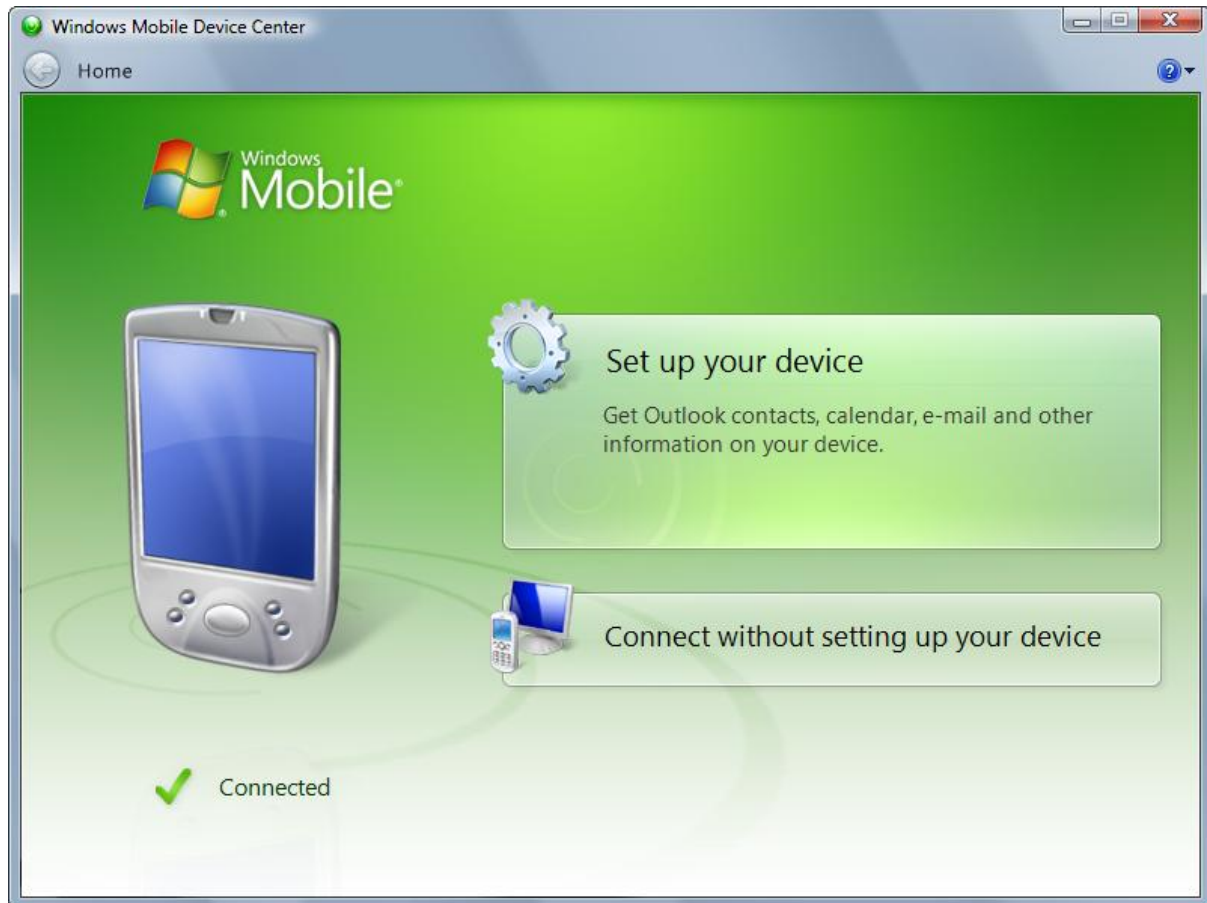 Windows Mobile Device Center
Home
Windows
Mobile®
®
Set up your device
Get Outlook contacts, calendar, e-mail and other
information on your device.
Connect without setting up your device
Connected